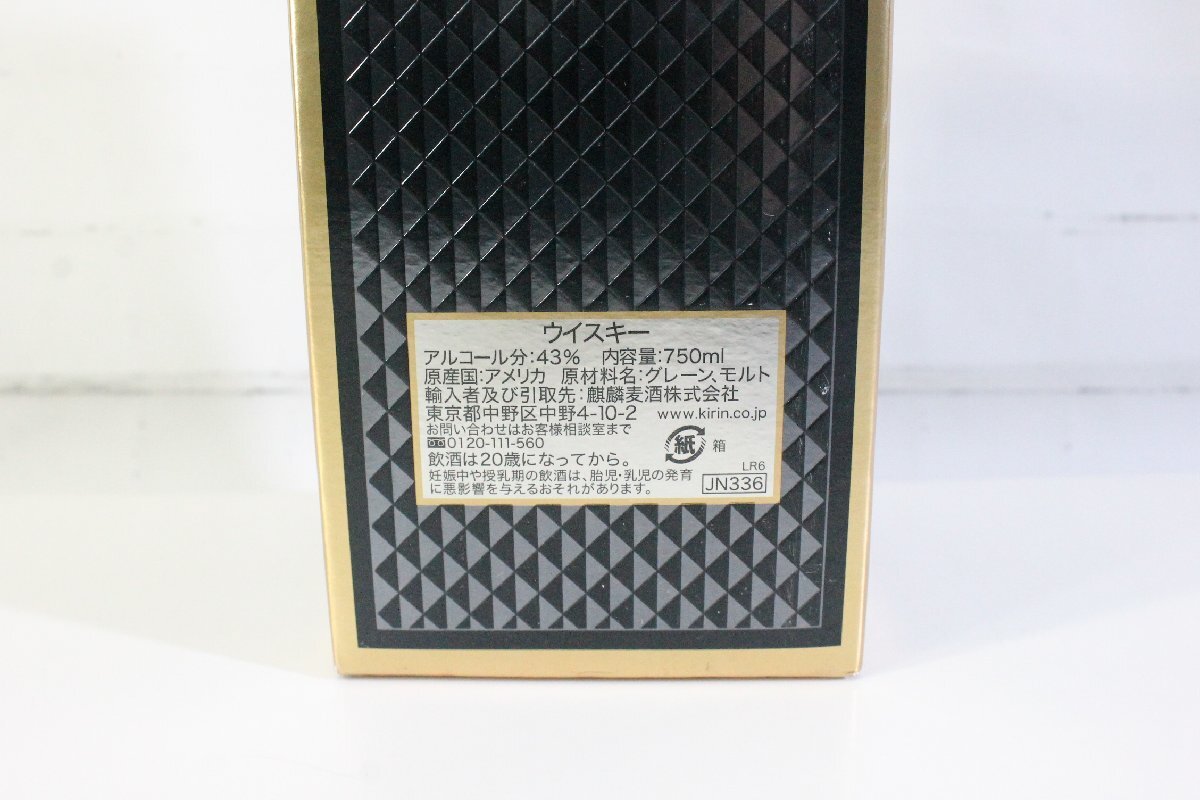 ウイスキー
アルコール分:43% 内容量:750ml
原産国:アメリカ 原材料名:グレーン、モルト
輸入者及び引取先:麒麟麦酒株式会社
東京都中野区中野4-10-2 www.kirin.co.jp
お問い合わせはお客様相談室まで
0120-111-560
紙 箱
飲酒は20歳になってから。
LR6
妊娠中や授乳期の飲酒は、胎児・乳児の発育
に悪影響を与えるおそれがあります。
JN336